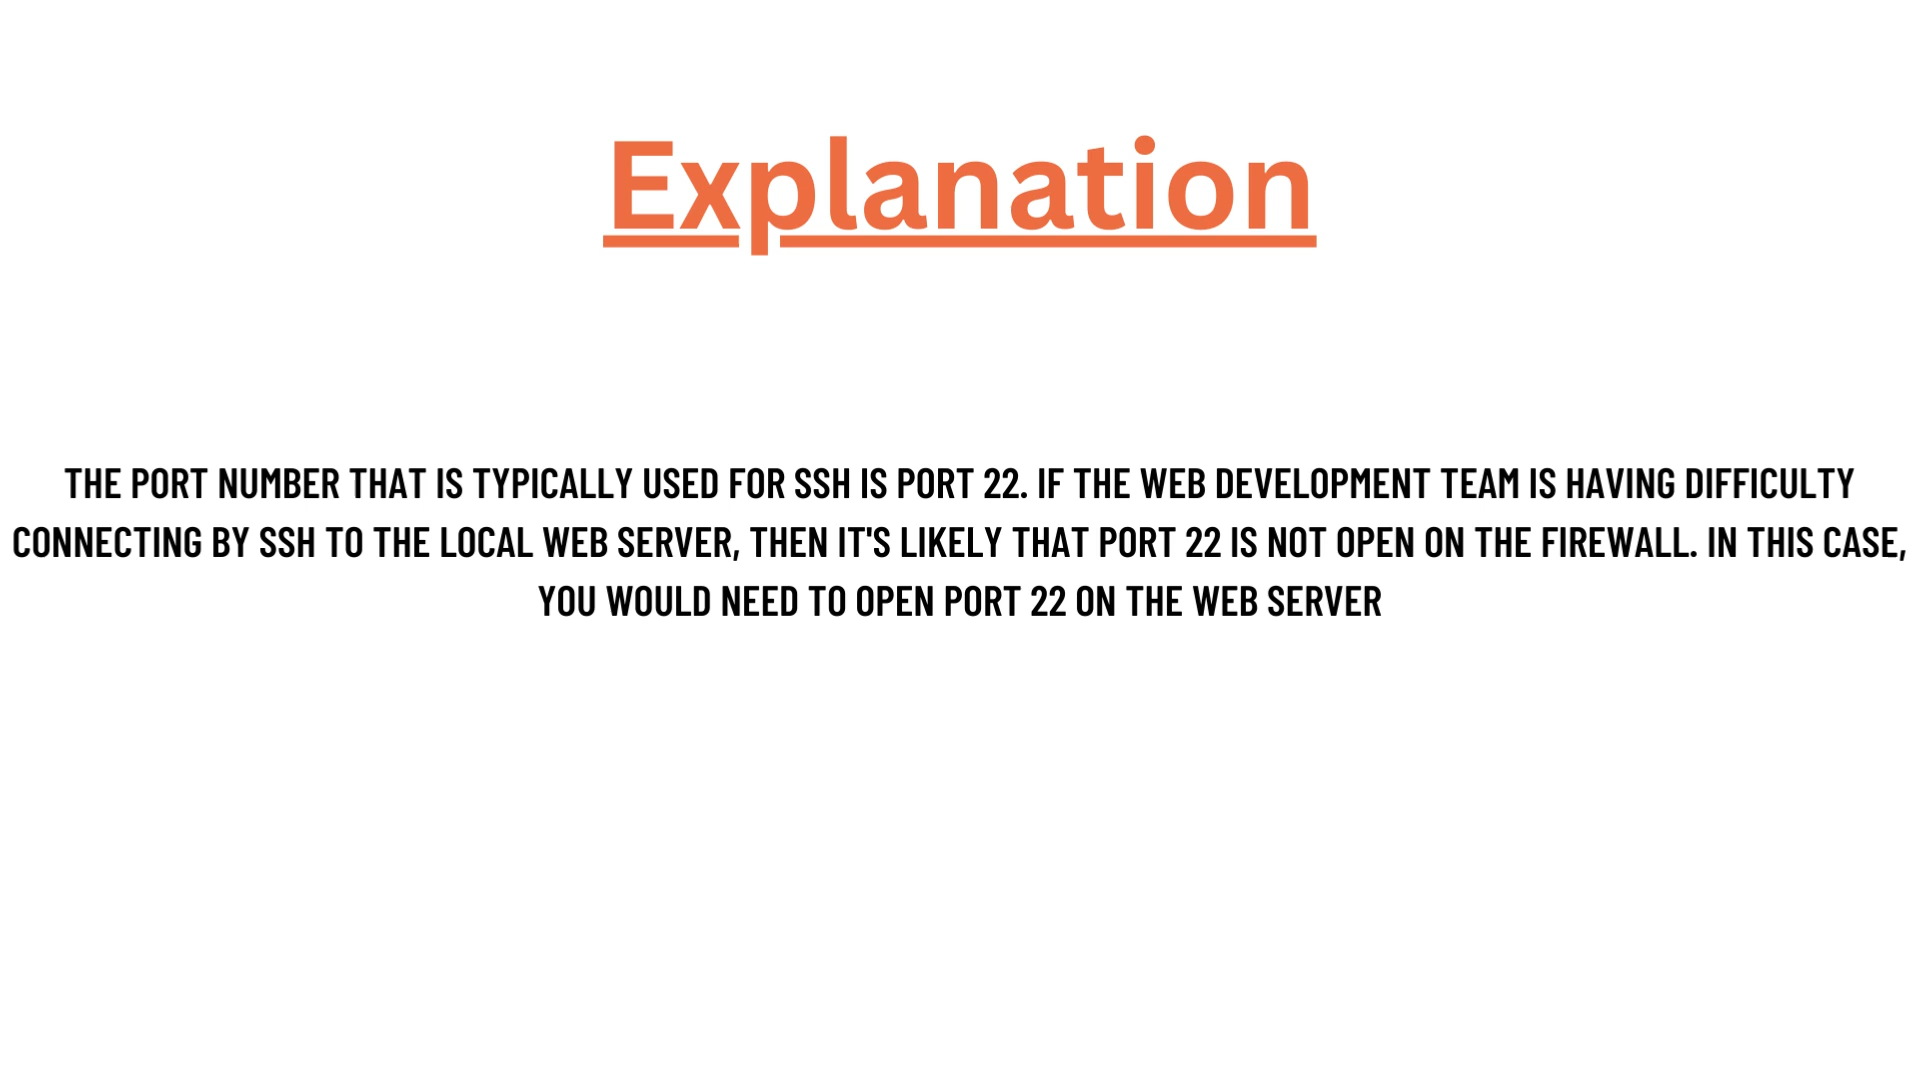 Explanation
THE PORT NUMBER THAT IS TYPICALLY USED FOR SSH IS PORT 22. IF THE WEB DEVELOPMENT TEAM IS HAVING DIFFICULTY
CONNECTING BY SSH TO THE LOCAL WEB SERVER, THEN IT'S LIKELY THAT PORT 22 IS NOT OPEN ON THE FIREWALL. IN THIS CASE,
YOU WOULD NEED TO OPEN PORT 22 ON THE WEB SERVER